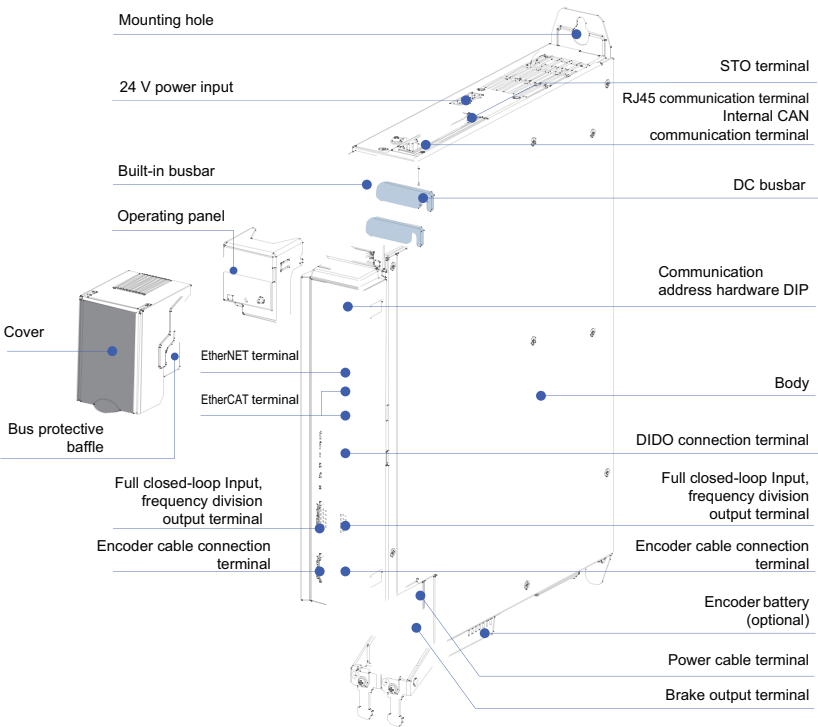 Mounting hole
24 V power input
STO terminal
RJ45 communication terminal
Internal CAN
communication terminal
Built-in busbar
DC busbar
Operating panel
Communication
address hardware DIP
Cover
EtherNET terminal
EtherCAT terminal
Body
Bus protective
baffle
DIDO connection terminal
Full closed-loop Input,
frequency division
output terminal
Full closed-loop Input,
frequency division
output terminal
Encoder cable connection
terminal
Encoder cable connection
terminal
Encoder battery
(optional)
Power cable terminal
Brake output terminal